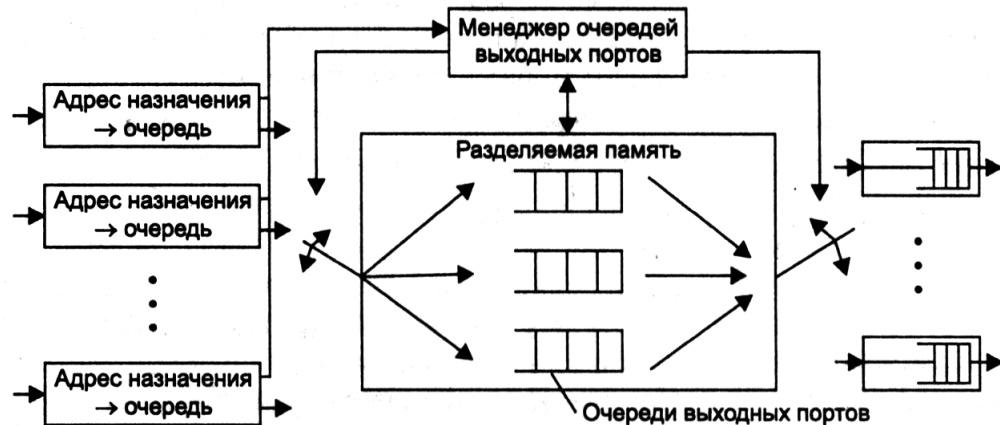 Менеджер очередей
выходных портов
Адрес назначения
→ очередь
Адрес назначения
→ очередь
Адрес назначения
→ очередь
Разделяемая память
Очереди выходных портов